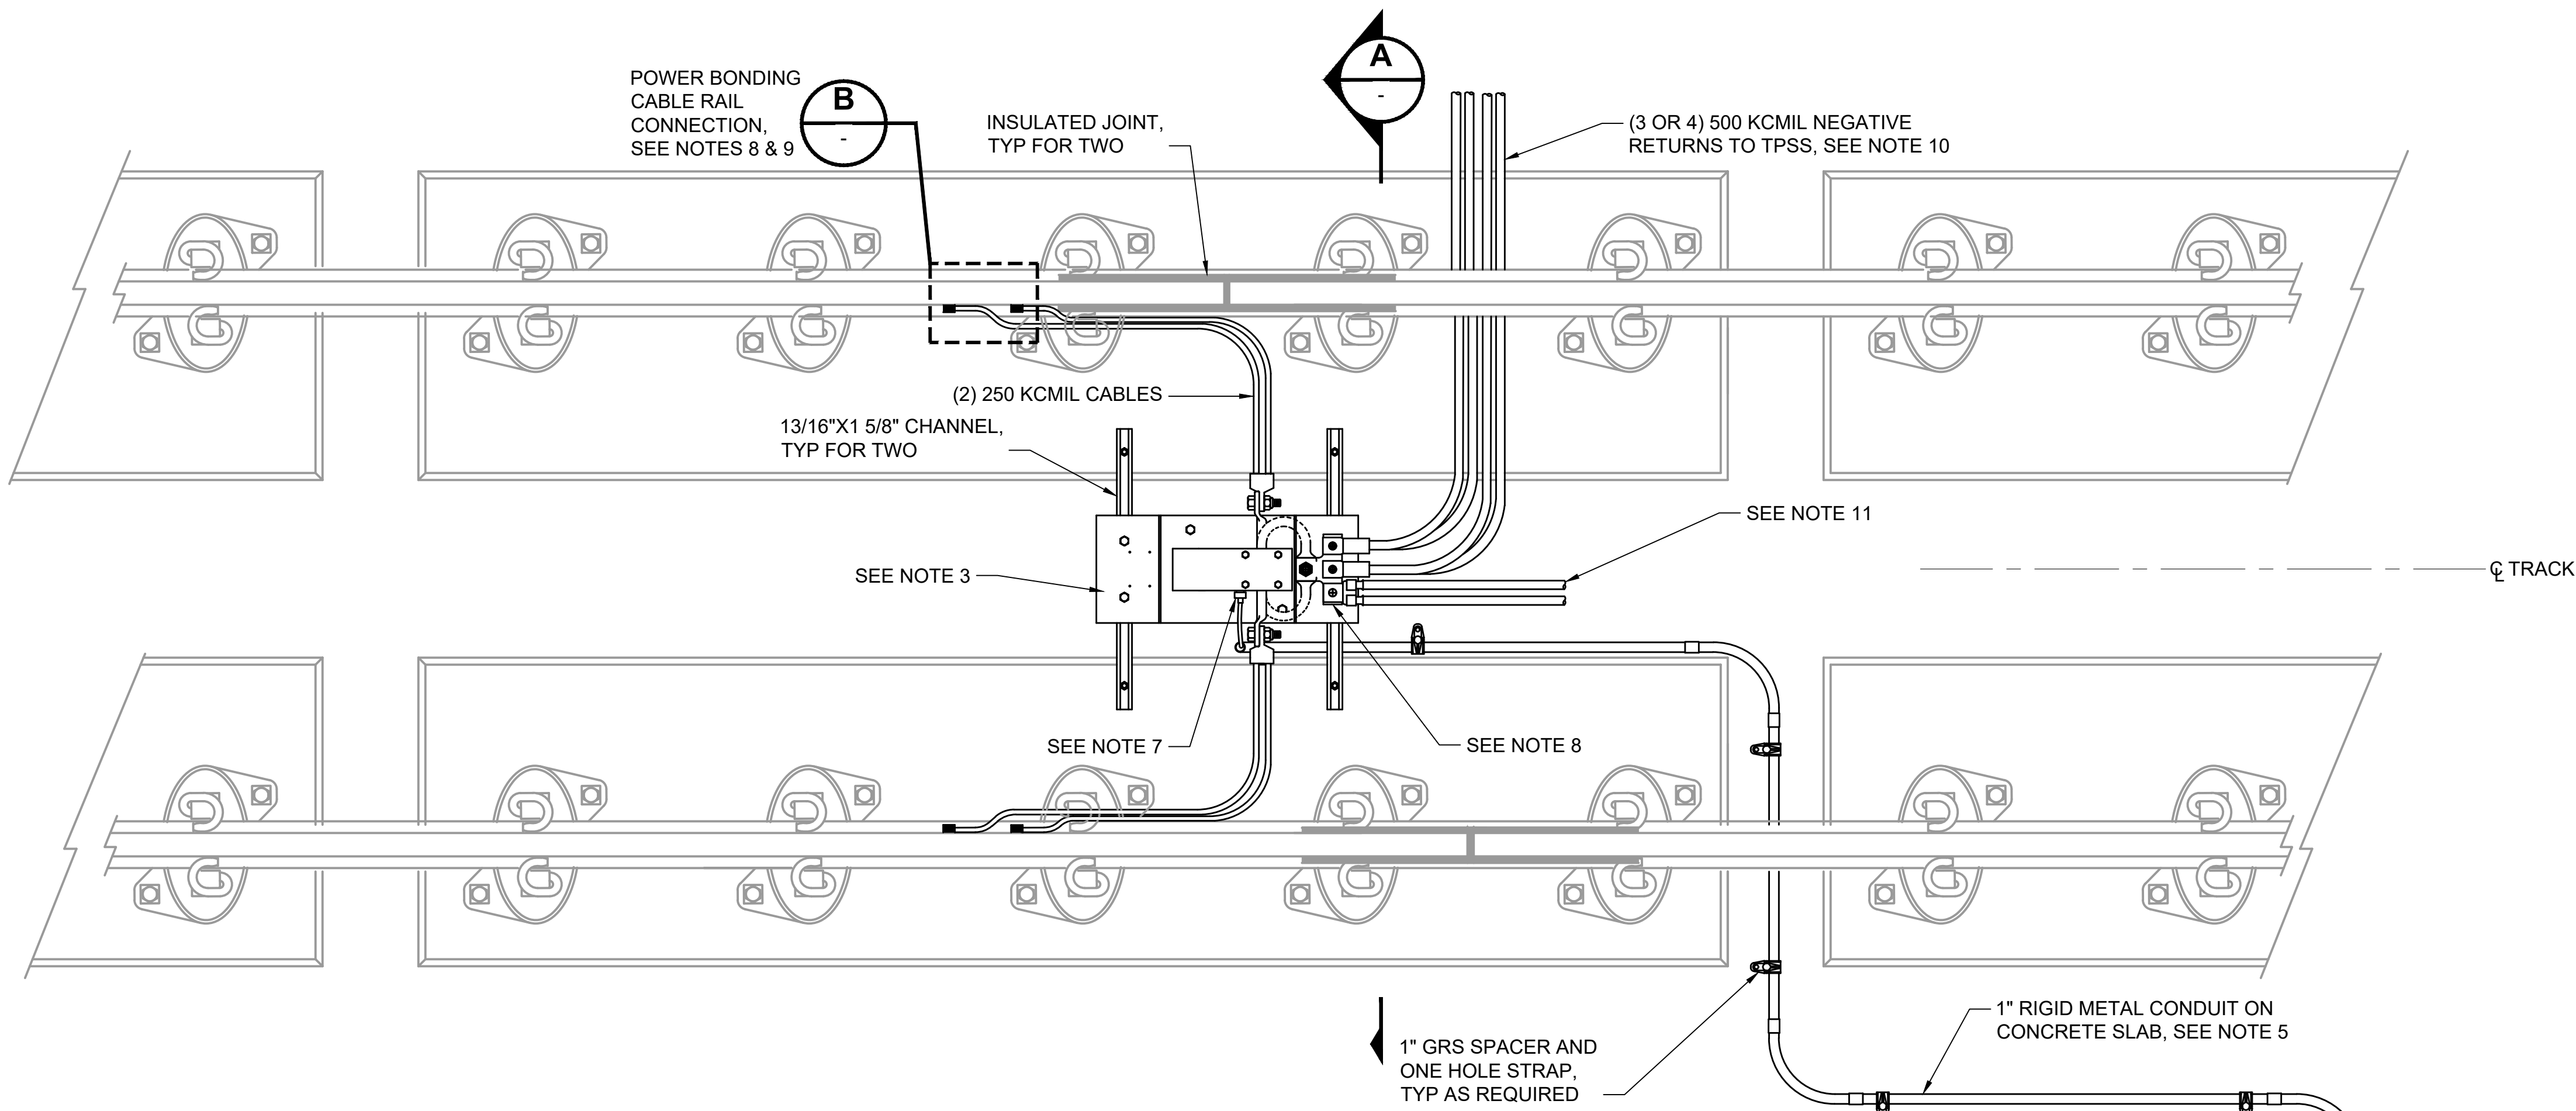 A
-
POWER BONDING
CABLE RAIL
CONNECTION,
SEE NOTES 8 & 9
B
-
INSULATED JOINT,
TYP FOR TWO
(3 OR 4) 500 KCMIL NEGATIVE
RETURNS TO TPSS, SEE NOTE 10
(2) 250 KCMIL CABLES
13/16"X1 5/8" CHANNEL,
TYP FOR TWO
SEE NOTE 11
SEE NOTE 3
℄ TRACK
SEE NOTE 7
SEE NOTE 8
1" RIGID METAL CONDUIT ON
CONCRETE SLAB, SEE NOTE 5
1" GRS SPACER AND
ONE HOLE STRAP,
TYP AS REQUIRED